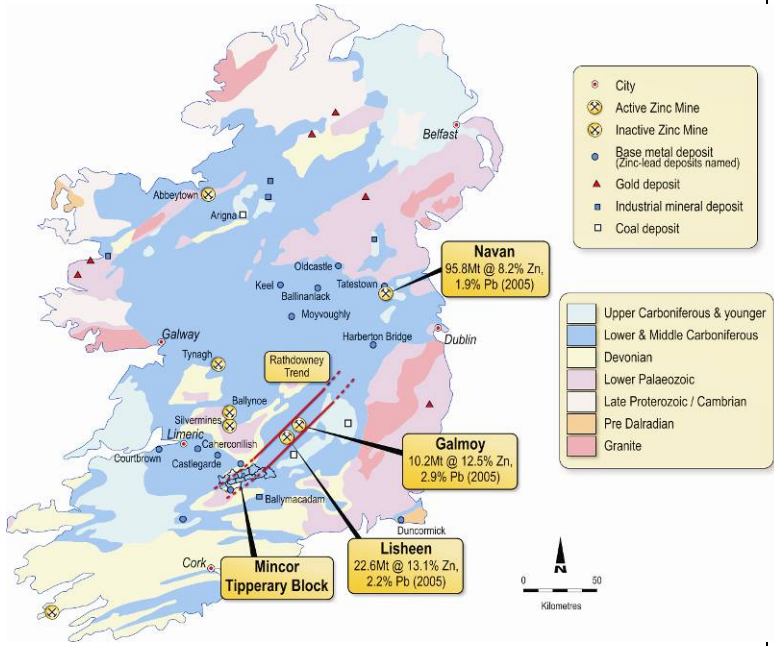 City
Active Zinc Mine
Inactive Zinc Mine
Base metal deposit
(Zinc-lead deposits named)
Gold deposit
Industrial mineral deposit
Coal deposit
Upper Carboniferous & younger
Lower & Middle Carboniferous
Devonian
Lower Palaeozoic
Late Proterozoic / Cambrian
Pre Dalradian
Granite
Belfast
Abbeytown
Arigna
Navan
95.8Mt @ 8.2% Zn,
1.9% Pb (2005)
Oldcastle
Keel
Tatestown
Ballinanlack
Moyvoughly
Galway
Harberton Bridge
Dublin
Tynagh
Rathdowney
Trend
Ballynoe
Silvermines
Limeric
Caherconlish
Courtbrown
Castlegarde
Galmoy
10.2Mt @ 12.5% Zn,
2.9% Pb (2005)
Ballymacadam
Duncormick
Lisheen
22.6Mt @ 13.1% Zn,
2.2% Pb (2005)
Mincor
Tipperary Block
Cork
N
0 50
Kilometres